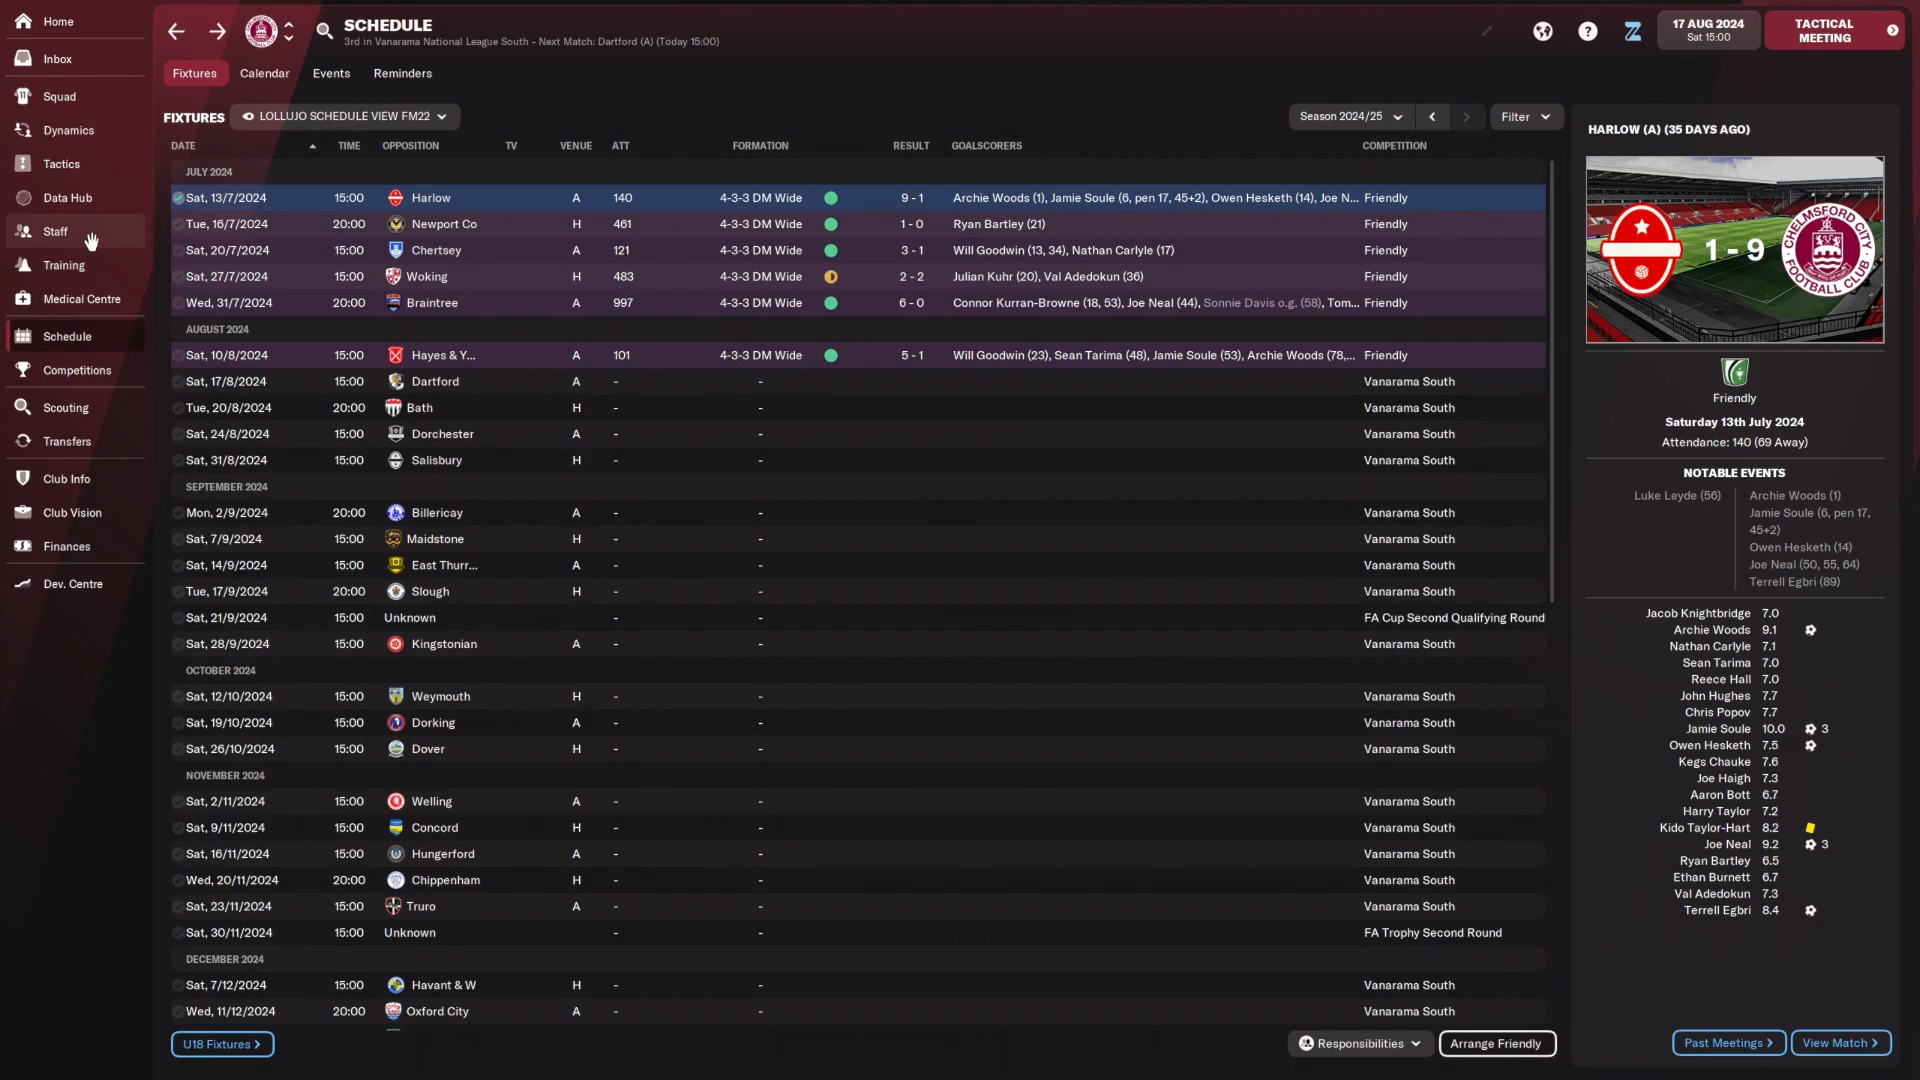 Home
Inbox
Squad
Dynamics
Tactics
Data Hub
Staff
Training
Medical Centre
Schedule
Competitions
Scouting
Transfers
Club Info
Club Vision
Finances
Dev. Centre
SCHEDULE
3rd in Vanarama National League South - Next Match: Dartford (A) (Today 15:00)
17 AUG 2024
Sat 15:00
TACTICAL MEETING
Fixtures Calendar Events Reminders
FIXTURES LOLLUJO SCHEDULE VIEW FM22 Season 2024/25 Filter
DATE TIME OPPOSITION TV VENUE ATT FORMATION RESULT GOALSCORERS COMPETITION
JULY 2024
Sat, 13/7/2024 15:00 Harlow A 140 4-3-3 DM Wide 9 - 1 Archie Woods (1), Jamie Soule (6, pen 17, 45+2), Owen Hesketh (14), Joe N... Friendly
Tue, 16/7/2024 20:00 Newport Co H 461 4-3-3 DM Wide 1 - 0 Ryan Bartley (21) Friendly
Sat, 20/7/2024 15:00 Chertsey A 121 4-3-3 DM Wide 3 - 1 Will Goodwin (13, 34), Nathan Carlyle (17) Friendly
Sat, 27/7/2024 15:00 Woking H 483 4-3-3 DM Wide 2 - 2 Julian Kuhr (20), Val Adedokun (36) Friendly
Wed, 31/7/2024 20:00 Braintree A 997 4-3-3 DM Wide 6 - 0 Connor Kurran-Browne (18, 53), Joe Neal (44), Sonnie Davis o.g. (58), Tom... Friendly
AUGUST 2024
Sat, 10/8/2024 15:00 Hayes & Y... A 101 4-3-3 DM Wide 5 - 1 Will Goodwin (23), Sean Tarima (48), Jamie Soule (53), Archie Woods (78,... Friendly
Sat, 17/8/2024 15:00 Dartford A - - Vanarama South
Tue, 20/8/2024 20:00 Bath H - - Vanarama South
Sat, 24/8/2024 15:00 Dorchester A - - Vanarama South
Sat, 31/8/2024 15:00 Salisbury H - - Vanarama South
SEPTEMBER 2024
Mon, 2/9/2024 20:00 Billericay A - - Vanarama South
Sat, 7/9/2024 15:00 Maidstone H - - Vanarama South
Sat, 14/9/2024 15:00 East Thurr... A - - Vanarama South
Tue, 17/9/2024 20:00 Slough H - - Vanarama South
Sat, 21/9/2024 15:00 Unknown - - FA Cup Second Qualifying Round
Sat, 28/9/2024 15:00 Kingstonian A - - Vanarama South
OCTOBER 2024
Sat, 12/10/2024 15:00 Weymouth H - - Vanarama South
Sat, 19/10/2024 15:00 Dorking A - - Vanarama South
Sat, 26/10/2024 15:00 Dover H - - Vanarama South
NOVEMBER 2024
Sat, 2/11/2024 15:00 Welling A - - Vanarama South
Sat, 9/11/2024 15:00 Concord H - - Vanarama South
Sat, 16/11/2024 15:00 Hungerford A - - Vanarama South
Wed, 20/11/2024 20:00 Chippenham H - - Vanarama South
Sat, 23/11/2024 15:00 Truro A - - Vanarama South
Sat, 30/11/2024 15:00 Unknown - - FA Trophy Second Round
DECEMBER 2024
Sat, 7/12/2024 15:00 Havant & W H - - Vanarama South
Wed, 11/12/2024 20:00 Oxford City A - - Vanarama South
U18 Fixtures Responsibilities Arrange Friendly
HARLOW (A) (35 DAYS AGO)
1 - 9
CHELMSFORD CITY
FOOTBALL CLUB
Friendly
Saturday 13th July 2024
Attendance: 140 (69 Away)
NOTABLE EVENTS
Luke Leyde (56) Archie Woods (1)
Jamie Soule (6, pen 17,
45+2)
Owen Hesketh (14)
Joe Neal (50, 55, 64)
Terrell Egbri (89)
Jacob Knightbridge 7.0
Archie Woods 9.1
Nathan Carlyle 7.1
Sean Tarima 7.0
Reece Hall 7.0
John Hughes 7.7
Chris Popov 7.7
Jamie Soule 10.0 3
Owen Hesketh 7.5
Kegs Chauke 7.6
Joe Haigh 7.3
Aaron Bott 6.7
Harry Taylor 7.2
Kido Taylor-Hart 8.2
Joe Neal 9.2 3
Ryan Bartley 6.5
Ethan Burnett 6.7
Val Adedokun 7.3
Terrell Egbri 8.4
Past Meetings View Match